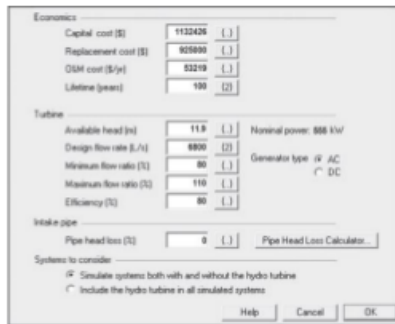 Economics
Capital cost ($) 1132426 {..}
Replacement cost ($) 925000 {..}
O&M cost ($/yr) 53219 {..}
Lifetime (years) 100 {2}
Turbine
Available head (m) 11.9 {..} Nominal power: 666 kW
Design flow rate (L/s) 6800 {2}
Generator type AC
Minimum flow ratio (%) 80 {..}
DC
Maximum flow ratio (%) 110 {..}
Efficiency (%) 80 {..}
Intake pipe
Pipe head loss (%) 0 {..} Pipe Head Loss Calculator...
Systems to consider
Simulate systems both with and without the hydro turbine
Include the hydro turbine in all simulated systems
Help Cancel OK